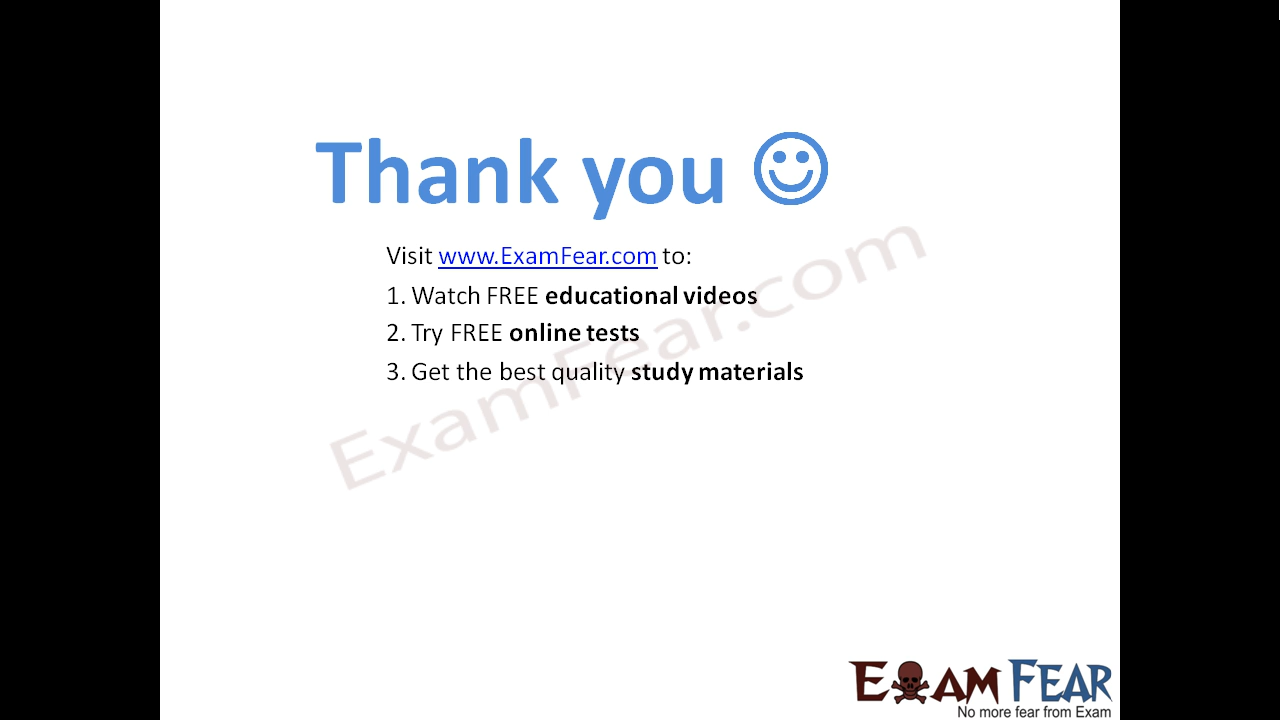 Thank you ☺
Visit www.ExamFear.com to:
1. Watch FREE educational videos
2. Try FREE online tests
3. Get the best quality study materials
ExamFear.com
EXAM FEAR
No more fear from Exam